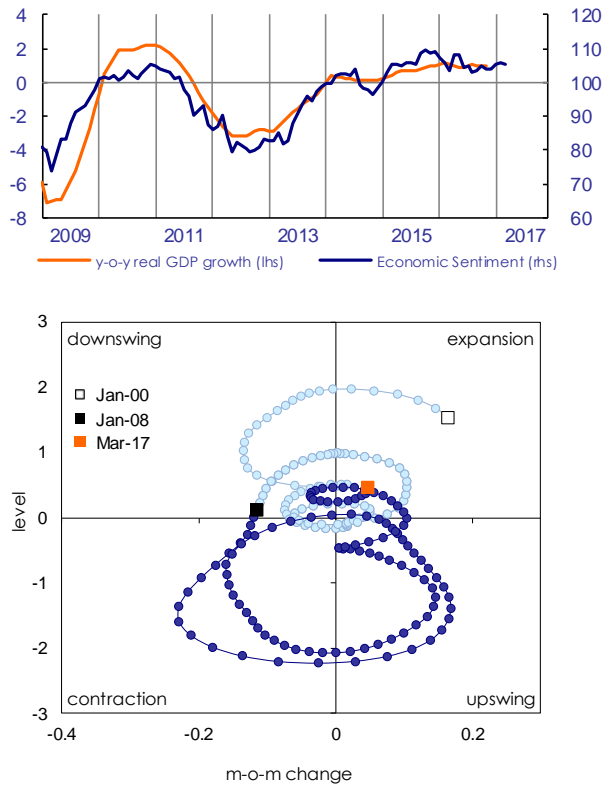 4 120
2 110
0 100
-2 90
-4 80
-6 70
-8 60
2009 2011 2013 2015 2017
y-o-y real GDP growth (lhs) Economic Sentiment (rhs)
3
downswing expansion
2
Jan-00
Jan-08
Mar-17
1
level
0
-1
-2
contraction upswing
-3
-0.4 -0.2 0 0.2
m-o-m change